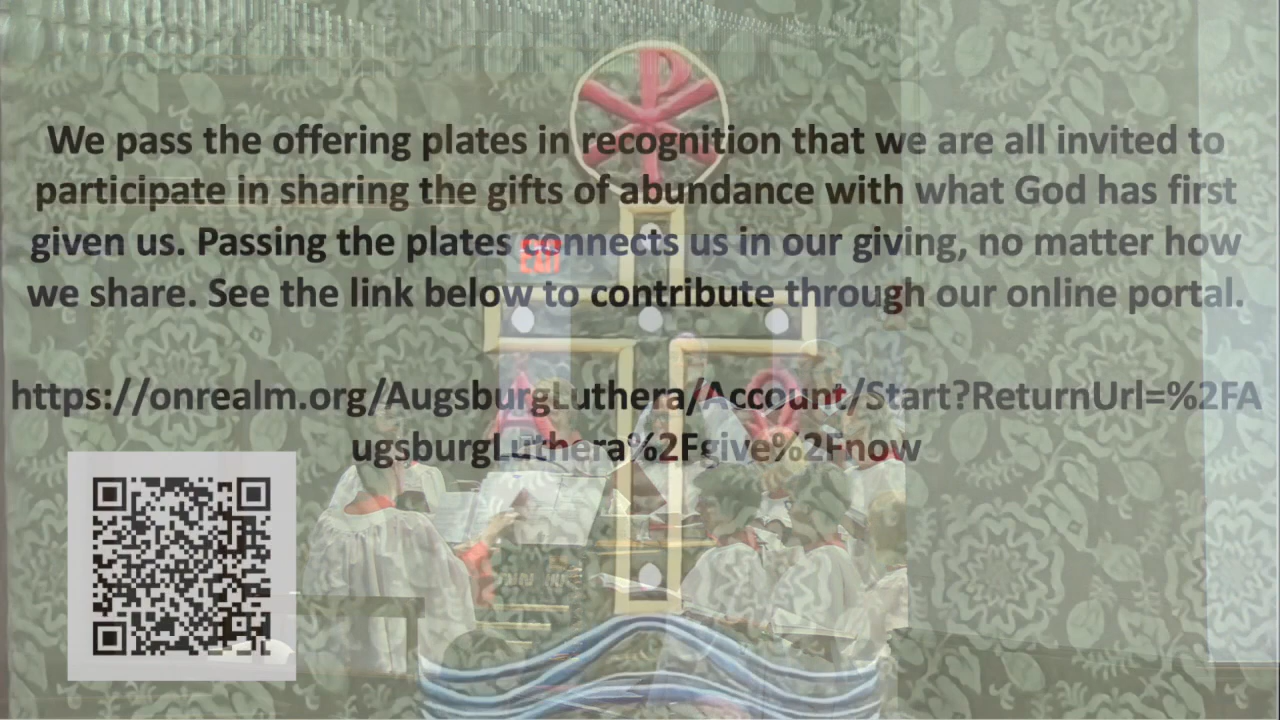 We pass the offering plates in recognition that we are all invited to
participate in sharing the gifts of abundance with what God has first
given us. Passing the plates connects us in our giving, no matter how
we share. See the link below to contribute through our online portal.
https://onrealm.org/AugsburgLuthera/Account/Start?ReturnUrl=%2FA
ugsburgLuthera%2Fgive%2Fnow
EXIT